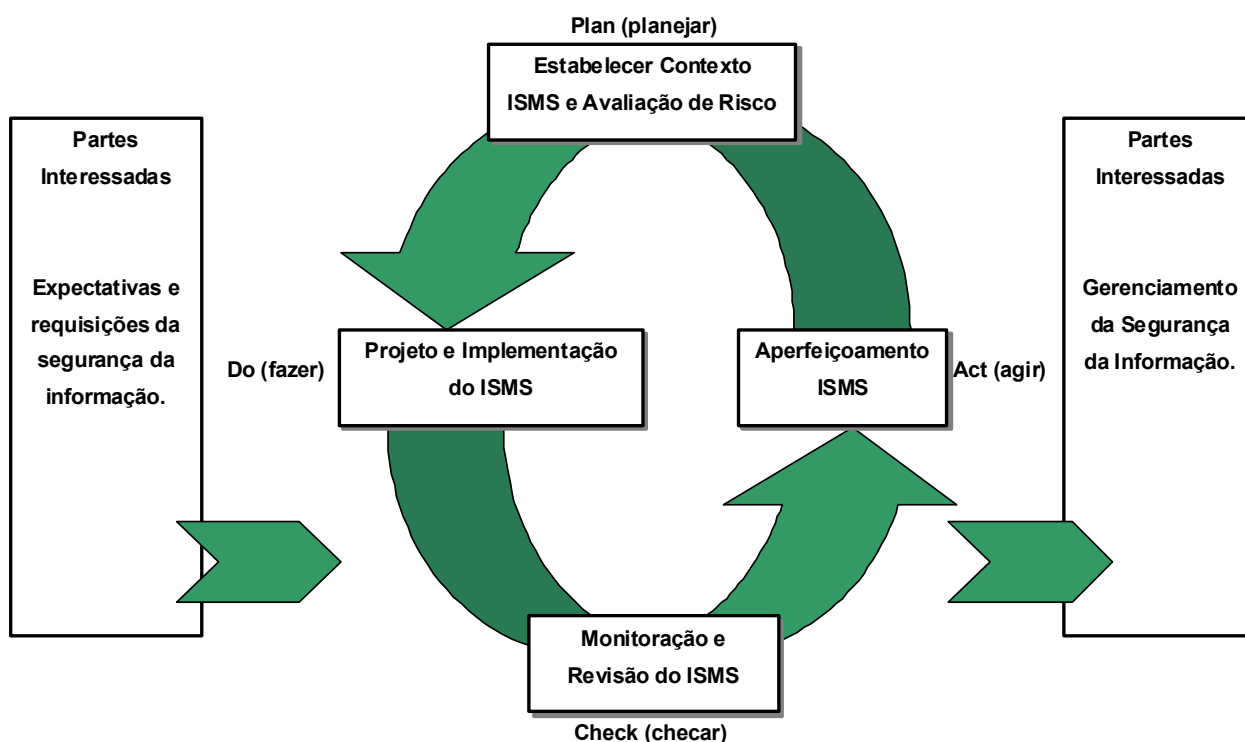 Plan (planejar)
Estabelecer Contexto
ISMS e Avaliação de Risco
Partes
Interessadas
Expectativas e
requisições da
segurança da
informação.
Do (fazer)
Projeto e Implementação
do ISMS
Aperfeiçoamento
ISMS
Act (agir)
Partes
Interessadas
Gerenciamento
da Segurança
da Informação.
Monitoração e
Revisão do ISMS
Check (checar)